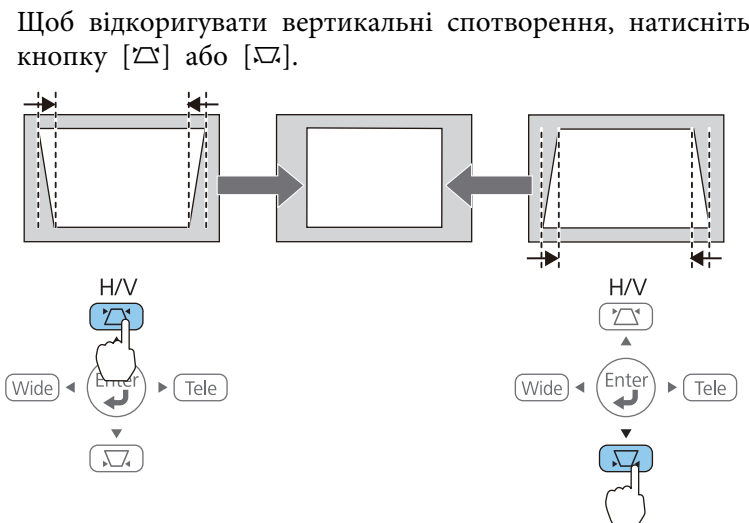 Щоб відкоригувати вертикальні спотворення, натисніть
кнопку [] або [].
H/V
H/V
Wide Enter Tele
Wide Enter Tele